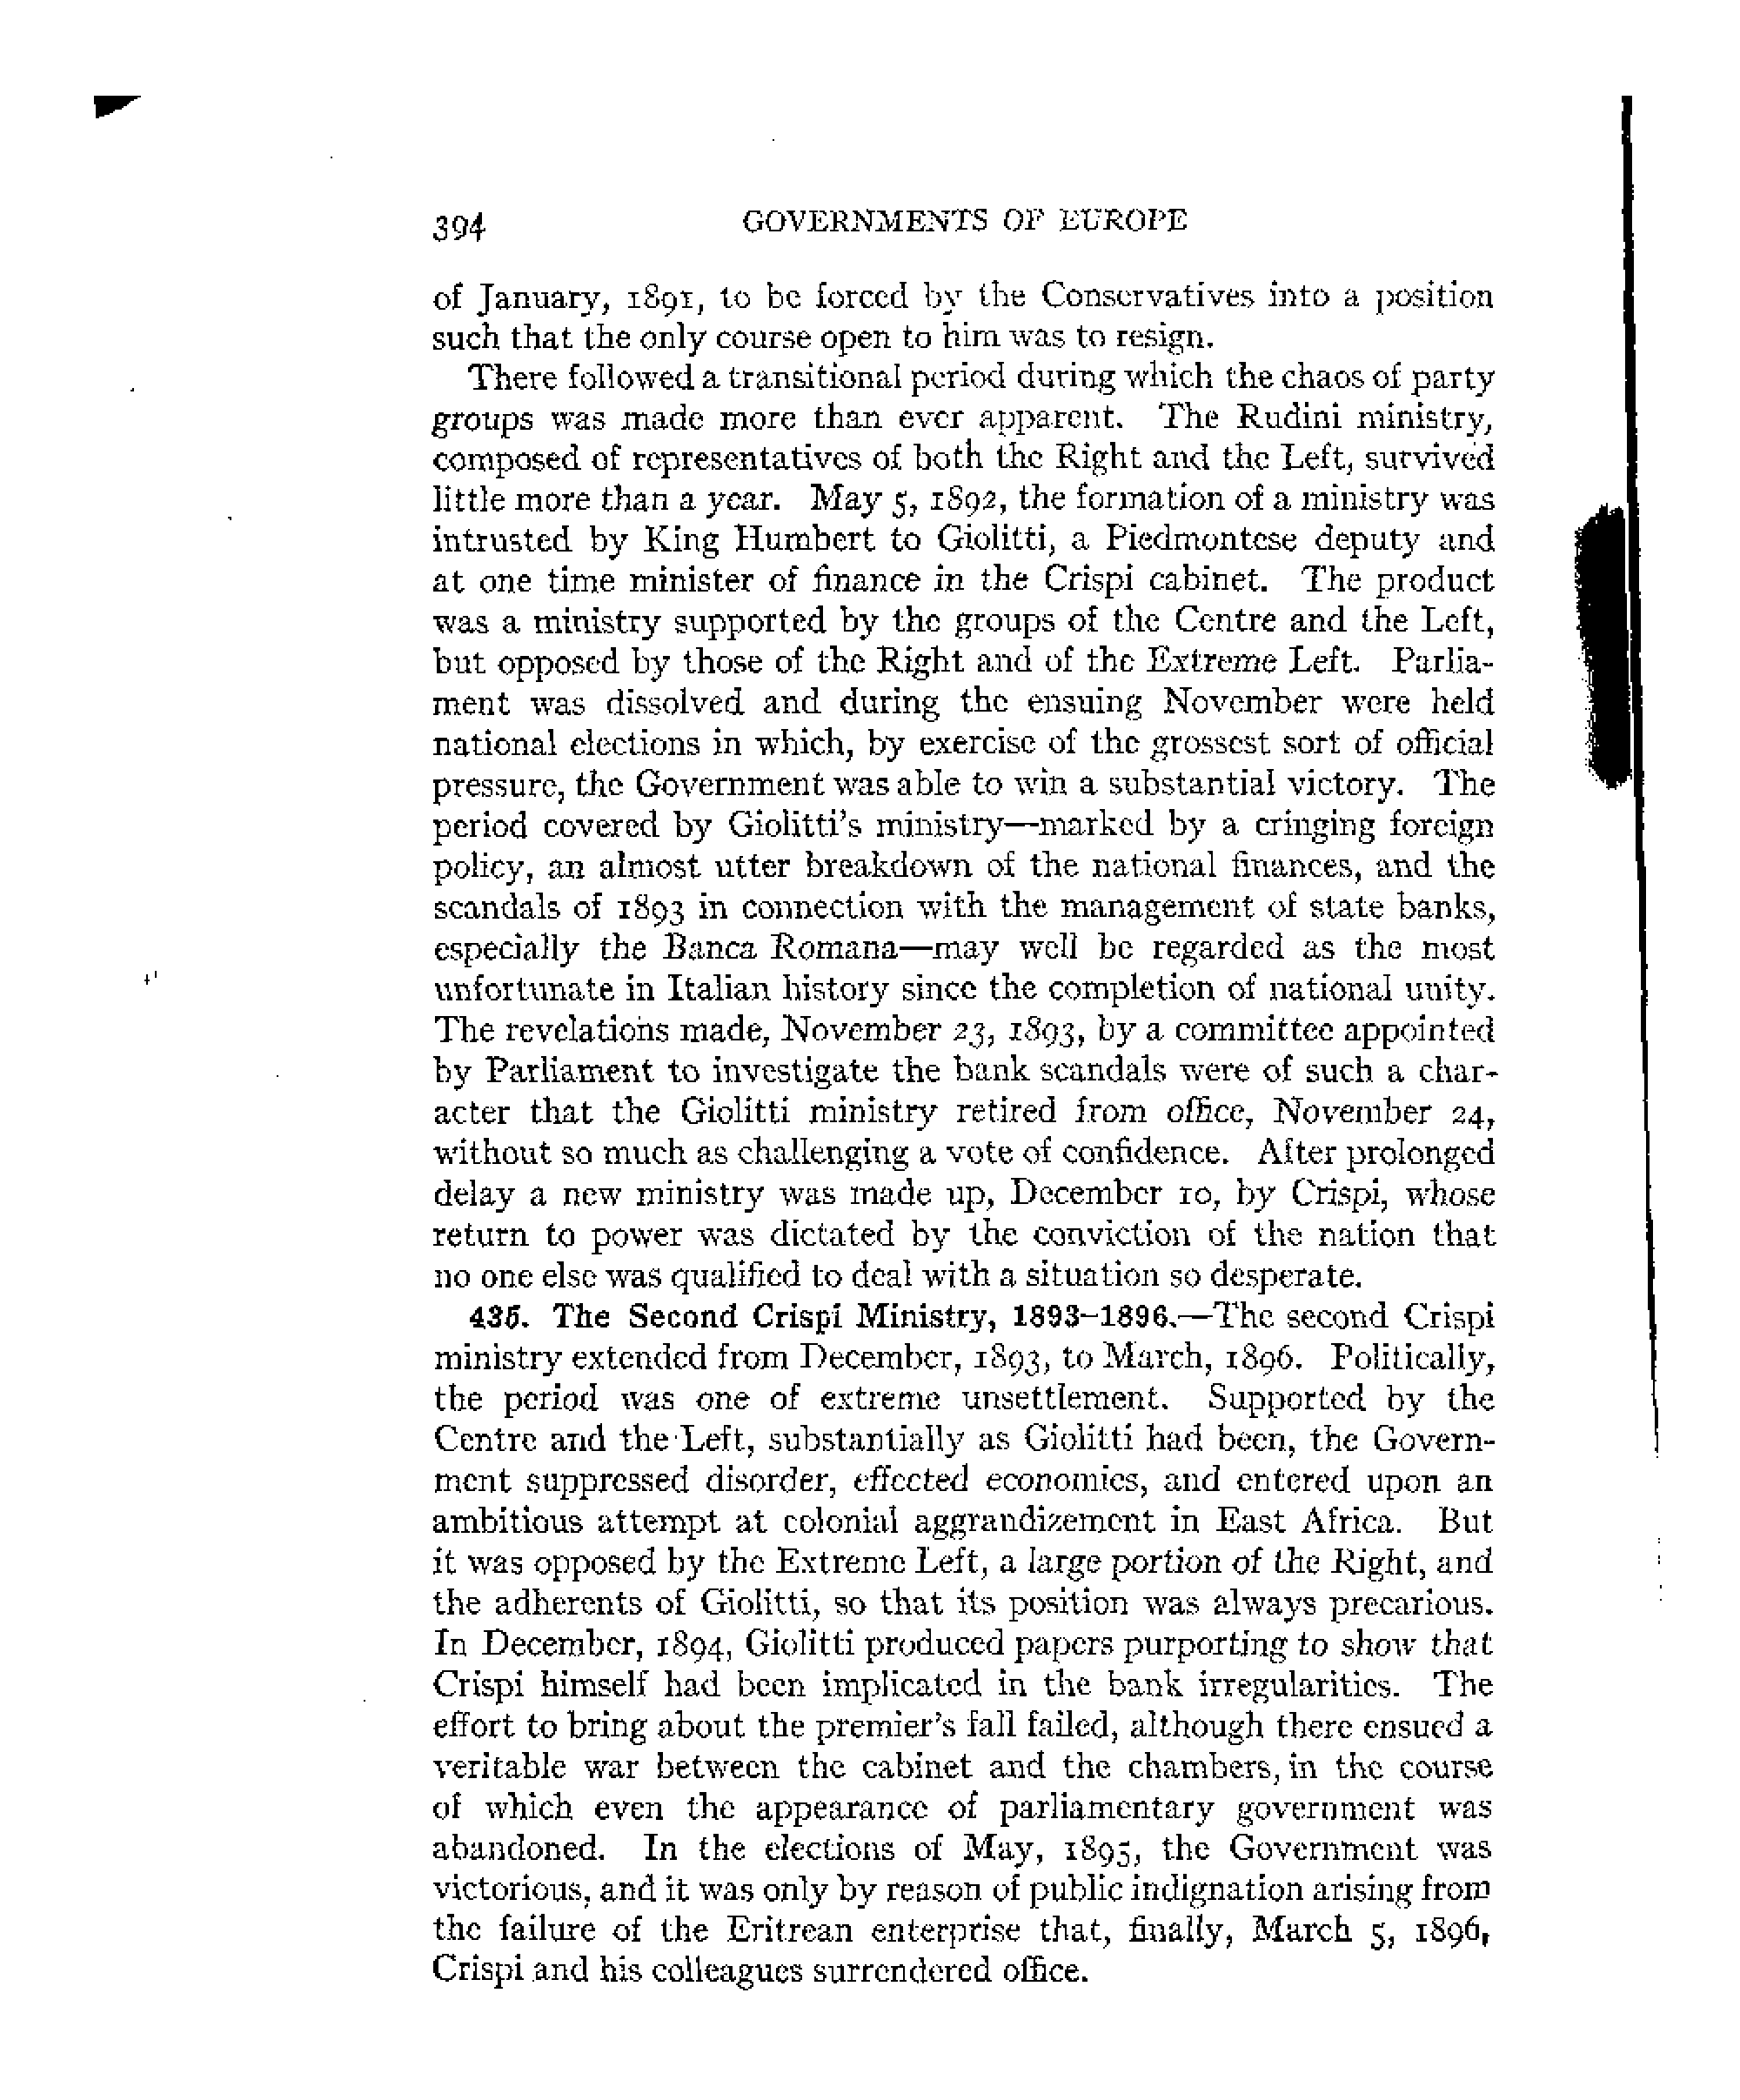 394 GOVERNMENTS OF EUROPE
of January, 1891, to be forced by the Conservatives into a position
such that the only course open to him was to resign.
There followed a transitional period during which the chaos of party
groups was made more than ever apparent. The Rudini ministry,
composed of representatives of both the Right and the Left, survived
little more than a year. May 5, 1892, the formation of a ministry was
intrusted by King Humbert to Giolitti, a Piedmontese deputy and
at one time minister of finance in the Crispi cabinet. The product
was a ministry supported by the groups of the Centre and the Left,
but opposed by those of the Right and of the Extreme Left. Parlia-
ment was dissolved and during the ensuing November were held
national elections in which, by exercise of the grossest sort of official
pressure, the Government was able to win a substantial victory. The
period covered by Giolitti's ministry—marked by a cringing foreign
policy, an almost utter breakdown of the national finances, and the
scandals of 1893 in connection with the management of state banks,
especially the Banca Romana—may well be regarded as the most
unfortunate in Italian history since the completion of national unity.
The revelations made, November 23, 1893, by a committee appointed
by Parliament to investigate the bank scandals were of such a char-
acter that the Giolitti ministry retired from office, November 24,
without so much as challenging a vote of confidence. After prolonged
delay a new ministry was made up, December 10, by Crispi, whose
return to power was dictated by the conviction of the nation that
no one else was qualified to deal with a situation so desperate.
435. The Second Crispi Ministry, 1893–1896.—The second Crispi
ministry extended from December, 1893, to March, 1896. Politically,
the period was one of extreme unsettlement. Supported by the
Centre and the Left, substantially as Giolitti had been, the Govern-
ment suppressed disorder, effected economies, and entered upon an
ambitious attempt at colonial aggrandizement in East Africa. But
it was opposed by the Extreme Left, a large portion of the Right, and
the adherents of Giolitti, so that its position was always precarious.
In December, 1894, Giolitti produced papers purporting to show that
Crispi himself had been implicated in the bank irregularities. The
effort to bring about the premier's fall failed, although there ensued a
veritable war between the cabinet and the chambers, in the course
of which even the appearance of parliamentary government was
abandoned. In the elections of May, 1895, the Government was
victorious, and it was only by reason of public indignation arising from
the failure of the Eritrean enterprise that, finally, March 5, 1896,
Crispi and his colleagues surrendered office.